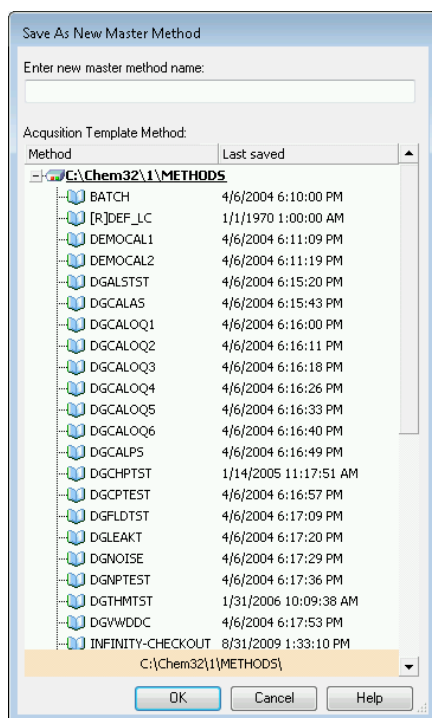 Save As New Master Method
Enter new master method name:
Acqusition Template Method:
Method Last saved
C:\Chem32\1\METHODS
BATCH 4/6/2004 6:10:00 PM
[R]DEF_LC 1/1/1970 1:00:00 AM
DEMOCAL1 4/6/2004 6:11:09 PM
DEMOCAL2 4/6/2004 6:11:19 PM
DGALSTST 4/6/2004 6:15:20 PM
DGCALAS 4/6/2004 6:15:43 PM
DGCALOQ1 4/6/2004 6:16:00 PM
DGCALOQ2 4/6/2004 6:16:11 PM
DGCALOQ3 4/6/2004 6:16:18 PM
DGCALOQ4 4/6/2004 6:16:26 PM
DGCALOQ5 4/6/2004 6:16:33 PM
DGCALOQ6 4/6/2004 6:16:40 PM
DGCALPS 4/6/2004 6:16:49 PM
DGCHPTST 1/14/2005 11:17:51 AM
DGCPTEST 4/6/2004 6:16:57 PM
DGFLDTST 4/6/2004 6:17:09 PM
DGLEAKT 4/6/2004 6:17:20 PM
DGNOISE 4/6/2004 6:17:29 PM
DGNPTEST 4/6/2004 6:17:36 PM
DGTHMTST 1/31/2006 10:09:38 AM
DGVWDDC 4/6/2004 6:17:53 PM
INFINITY-CHECKOUT 8/31/2009 1:33:10 PM
C:\Chem32\1\METHODS\
OK Cancel Help